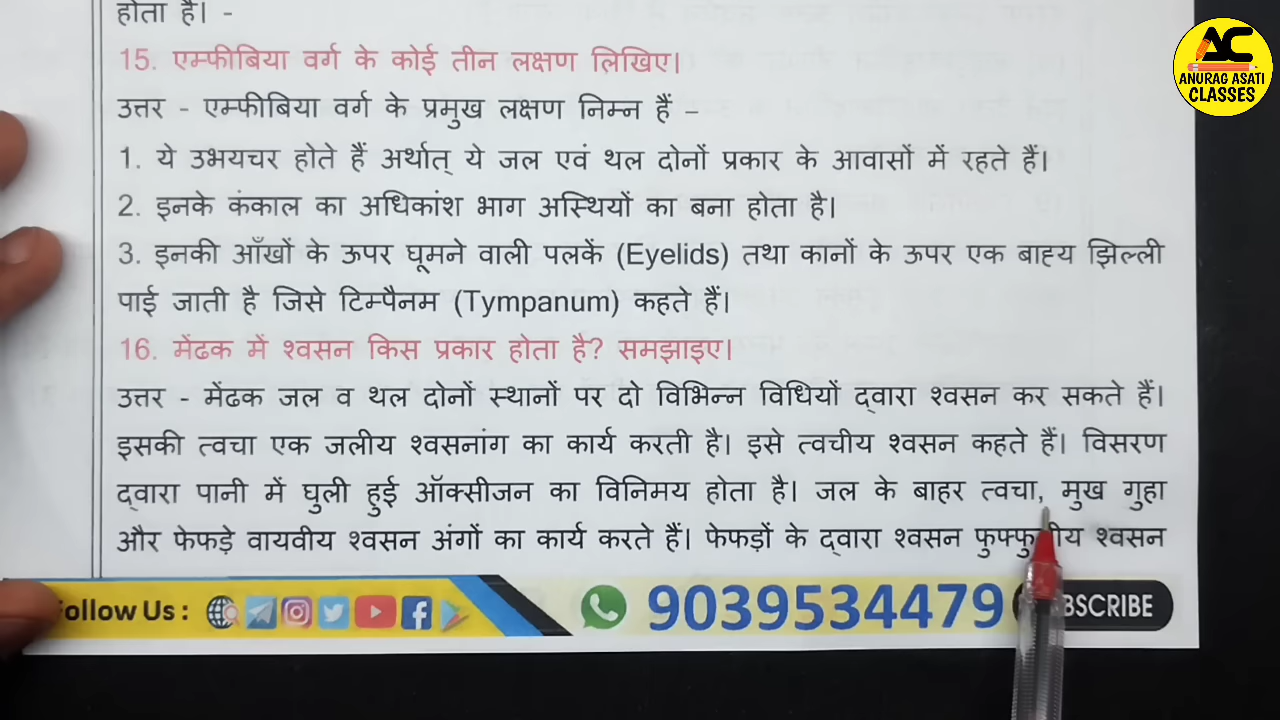 होता है। -
15. एम्फीबिया वर्ग के कोई तीन लक्षण लिखिए।
उत्तर - एम्फीबिया वर्ग के प्रमुख लक्षण निम्न हैं –
1. ये उभयचर होते हैं अर्थात् ये जल एवं थल दोनों प्रकार के आवासों में रहते हैं।
2. इनके कंकाल का अधिकांश भाग अस्थियों का बना होता है।
3. इनकी आँखों के ऊपर घूमने वाली पलकें (Eyelids) तथा कानों के ऊपर एक बाह्य झिल्ली
पाई जाती है जिसे टिम्पैनम (Tympanum) कहते हैं।
16. मेंढक में श्वसन किस प्रकार होता है? समझाइए।
उत्तर - मेंढक जल व थल दोनों स्थानों पर दो विभिन्न विधियों द्वारा श्वसन कर सकते हैं।
इसकी त्वचा एक जलीय श्वसनांग का कार्य करती है। इसे त्वचीय श्वसन कहते हैं। विसरण
द्वारा पानी में घुली हुई ऑक्सीजन का विनिमय होता है। जल के बाहर त्वचा, मुख गुहा
और फेफड़े वायवीय श्वसन अंगों का कार्य करते हैं। फेफड़ों के द्वारा श्वसन श्वसन
Follow Us : 9039534479
AC
ANURAG ASATI
CLASSES